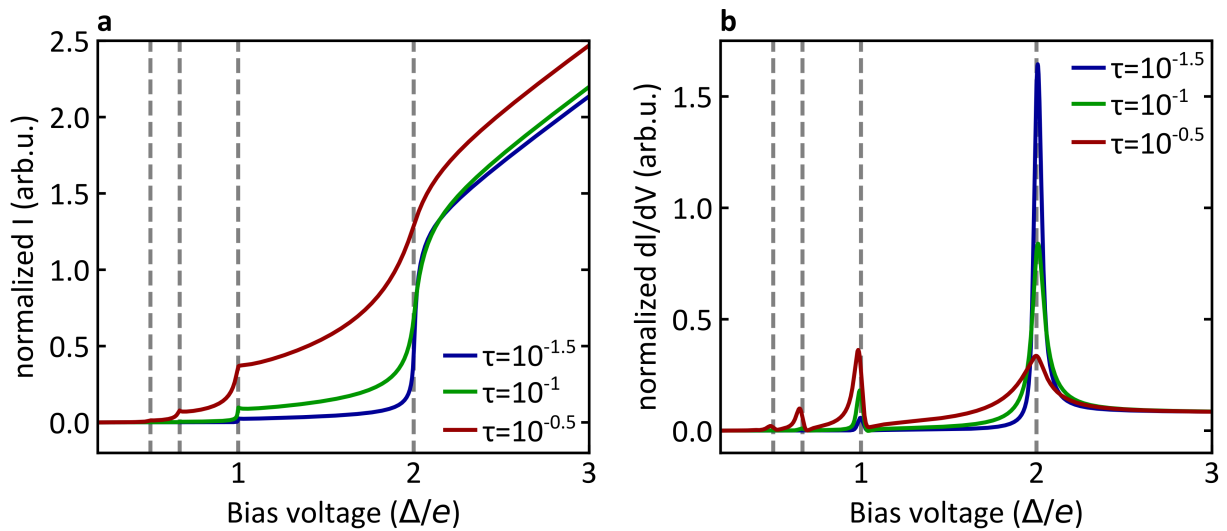 a
2.5
2.0
1.5
1.0
0.5
0.0
normalized I (arb.u.)
τ=10^-1.5
τ=10^-1
τ=10^-0.5
1
2
3
Bias voltage (Δ/e)
b
1.5
1.0
0.5
0.0
normalized dI/dV (arb.u.)
τ=10^-1.5
τ=10^-1
τ=10^-0.5
1
2
3
Bias voltage (Δ/e)